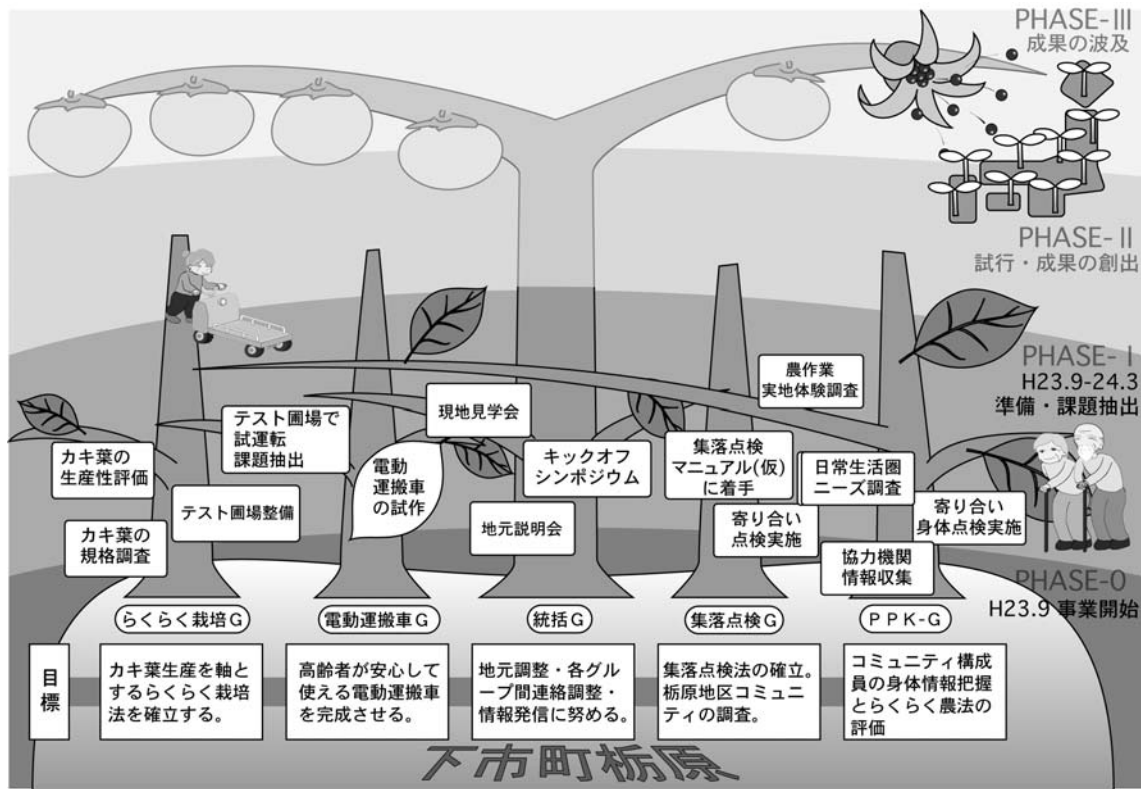 PHASE-III
成果の波及
PHASE-II
試行・成果の創出
PHASE-I
H23.9-24.3
準備・課題抽出
農作業
実地体験調査
現地見学会
テスト圃場で
試運転
課題抽出
カキ葉の
生産性評価
電動
運搬車
の試作
キックオフ
シンポジウム
集落点検
マニュアル(仮)
に着手
日常生活圏
ニーズ調査
テスト圃場整備
カキ葉の
規格調査
地元説明会
寄り合い
点検実施
寄り合い
身体点検実施
協力機関
情報収集
PHASE-0
H23.9 事業開始
らくらく栽培G
電動運搬車G
統括G
集落点検G
PPK-G
目標
カキ葉生産を軸と
するらくらく栽培
法を確立する。
高齢者が安心して
使える電動運搬車
を完成させる。
地元調整・各グル
ープ間連絡調整・
情報発信に努める。
集落点検法の確立。
栃原地区コミュニ
ティの調査。
コミュニティ構成
員の身体情報把握
とらくらく農法の
評価
下市町栃原